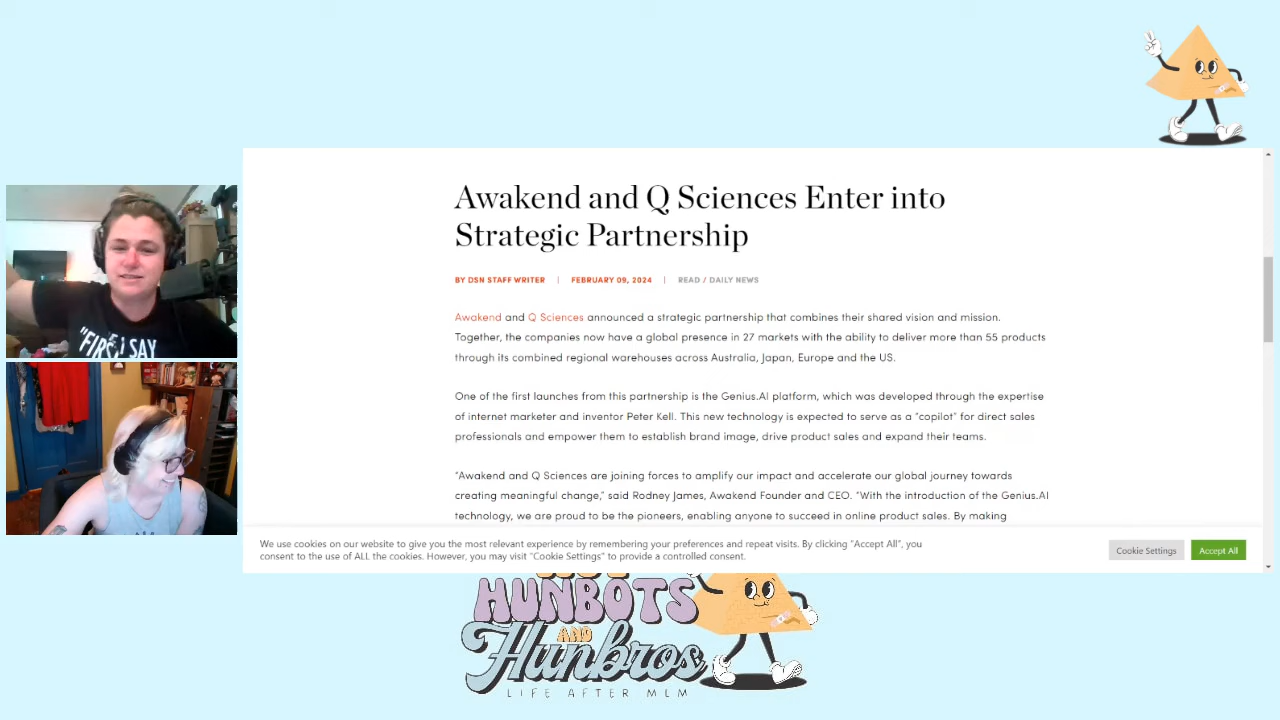 Awakend and Q Sciences Enter into
Strategic Partnership
BY DSN STAFF WRITER | FEBRUARY 09, 2024 | READ / DAILY NEWS
Awakend and Q Sciences announced a strategic partnership that combines their shared vision and mission.
Together, the companies now have a global presence in 27 markets with the ability to deliver more than 55 products
through its combined regional warehouses across Australia, Japan, Europe and the US.
One of the first launches from this partnership is the Genius.AI platform, which was developed through the expertise
of internet marketer and inventor Peter Kell. This new technology is expected to serve as a “copilot” for direct sales
professionals and empower them to establish brand image, drive product sales and expand their teams.
“Awakend and Q Sciences are joining forces to amplify our impact and accelerate our global journey towards
creating meaningful change,” said Rodney James, Awakend Founder and CEO. “With the introduction of the Genius.AI
technology, we are proud to be the pioneers, enabling anyone to succeed in online product sales. By making
We use cookies on our website to give you the most relevant experience by remembering your preferences and repeat visits. By clicking “Accept All”, you
consent to the use of ALL the cookies. However, you may visit "Cookie Settings" to provide a controlled consent.
Cookie Settings
Accept All
"FIRST I SAY
HUNBOTS
AND
Hunbros
LIFE AFTER MLM